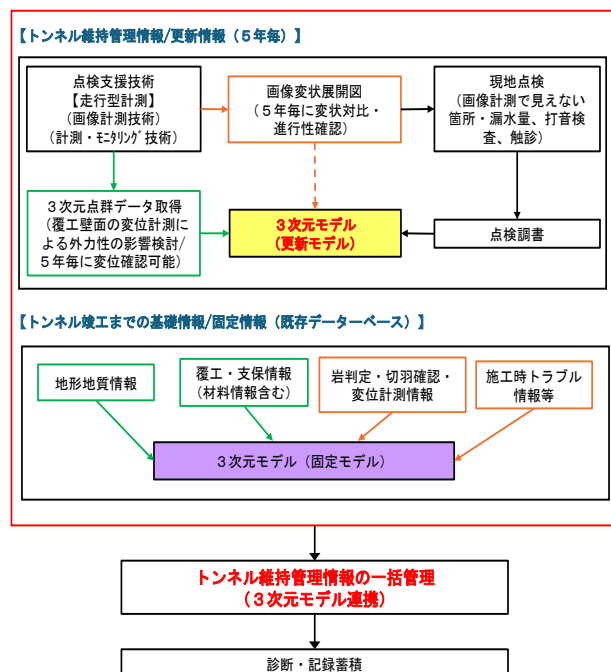 【トンネル維持管理情報/更新情報（５年毎）】
点検支援技術
【走行型計測】
(画像計測技術)
(計測・ﾓﾆﾀﾘﾝｸﾞ技術)
画像変状展開図
(５年毎に変状対比・
進行性確認)
現地点検
(画像計測で見えない
箇所・漏水量、打音検
査、触診)
３次元点群データ取得
(覆工壁面の変位計測に
よる外力性の影響検討/
５年毎に変位確認可能)
３次元モデル
(更新モデル)
点検調書
【トンネル竣工までの基礎情報/固定情報（既存データーベース）】
地形地質情報
覆工・支保情報
(材料情報含む)
岩判定・切羽確認・
変位計測情報
施工時トラブル
情報等
３次元モデル（固定モデル）
トンネル維持管理情報の一括管理
（３次元モデル連携）
診断・記録蓄積